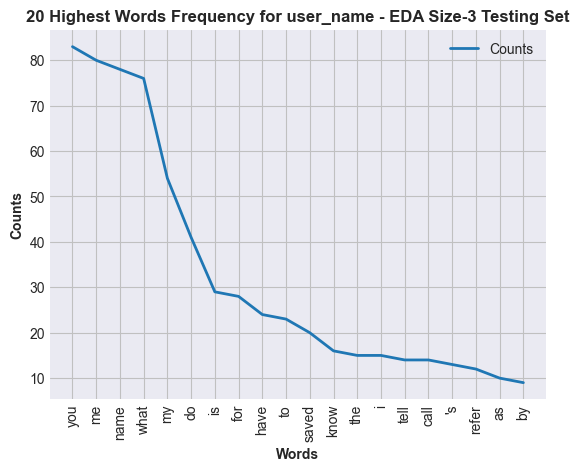 20 Highest Words Frequency for user_name - EDA Size-3 Testing Set
Counts
80
70
60
50
40
30
20
10
Counts
you
me
name
what
my
do
is
for
have
to
saved
know
the
i
tell
call
's
refer
as
by
Words